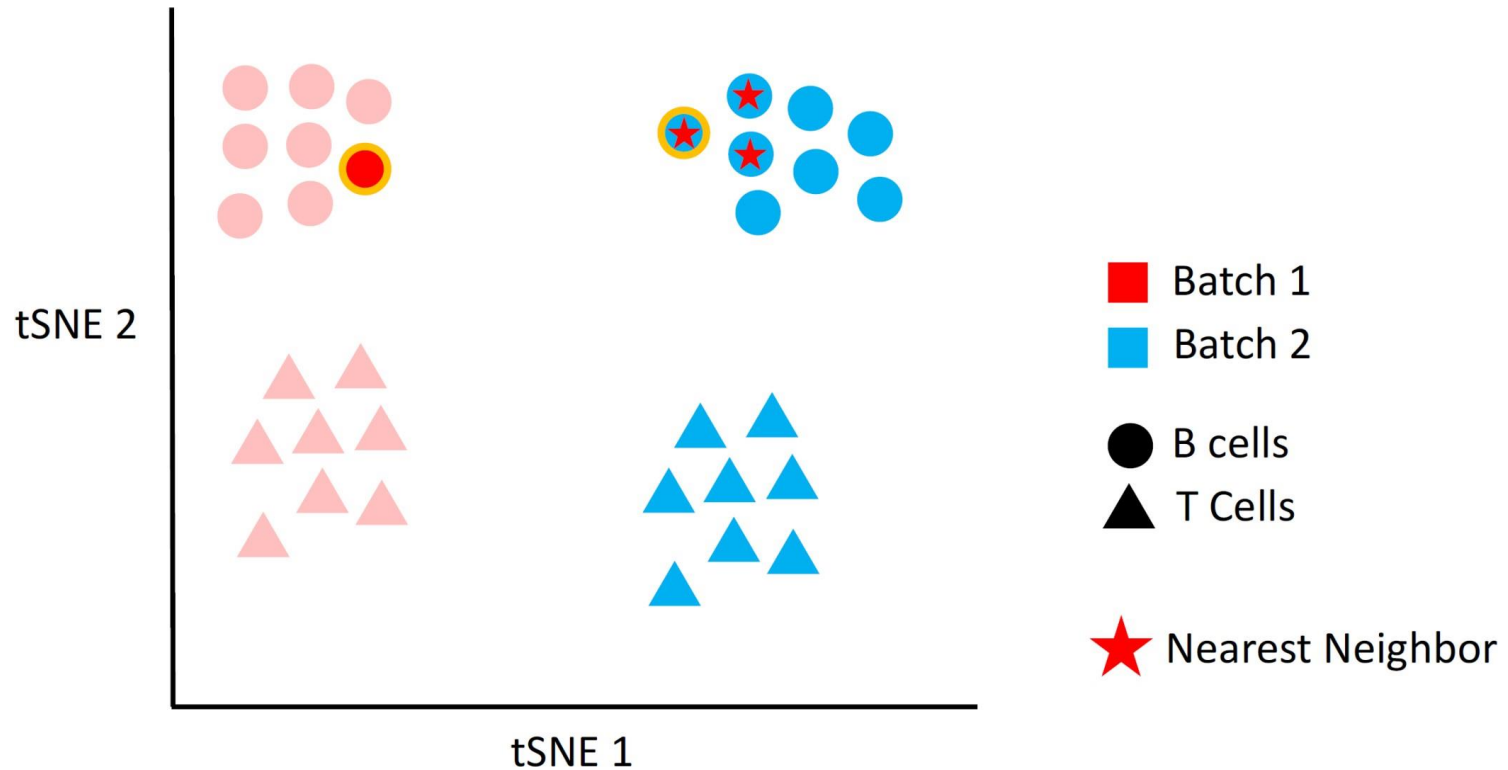 tSNE 2
tSNE 1
Batch 1
Batch 2
B cells
T Cells
Nearest Neighbor